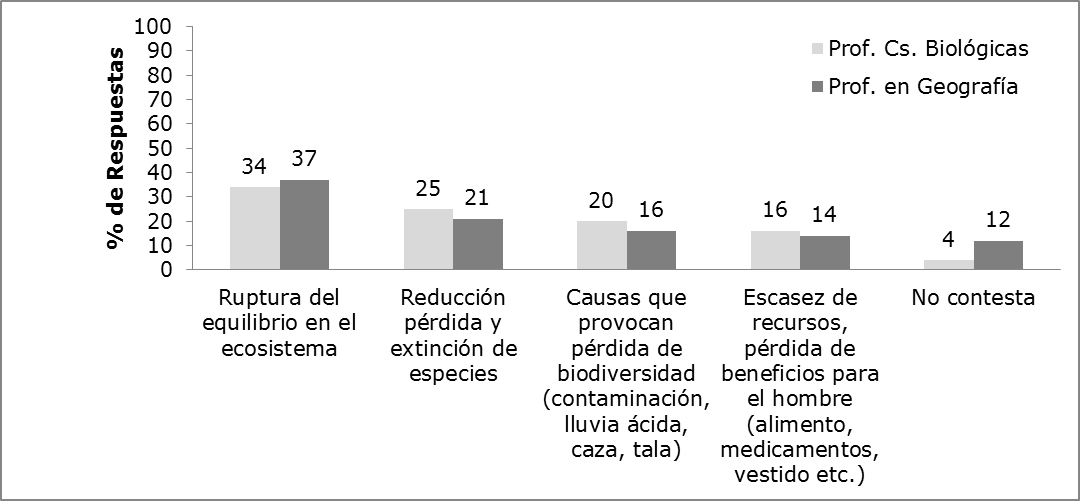 % de Respuestas
100
90
80
70
60
50
40
30
20
10
0
Prof. Cs. Biológicas
Prof. en Geografía
34
37
25
21
20
16
16
14
4
12
Ruptura del
equilibrio en el
ecosistema
Reducción
pérdida y
extinción de
especies
Causas que
provocan
pérdida de
biodiversidad
(contaminación,
lluvia ácida,
caza, tala)
Escasez de
recursos,
pérdida de
beneficios para
el hombre
(alimento,
medicamentos,
vestido etc.)
No contesta